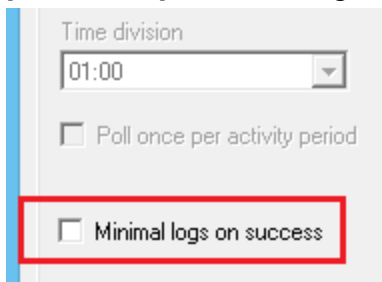 Time division
01:00
Poll once per activity period
Minimal logs on success